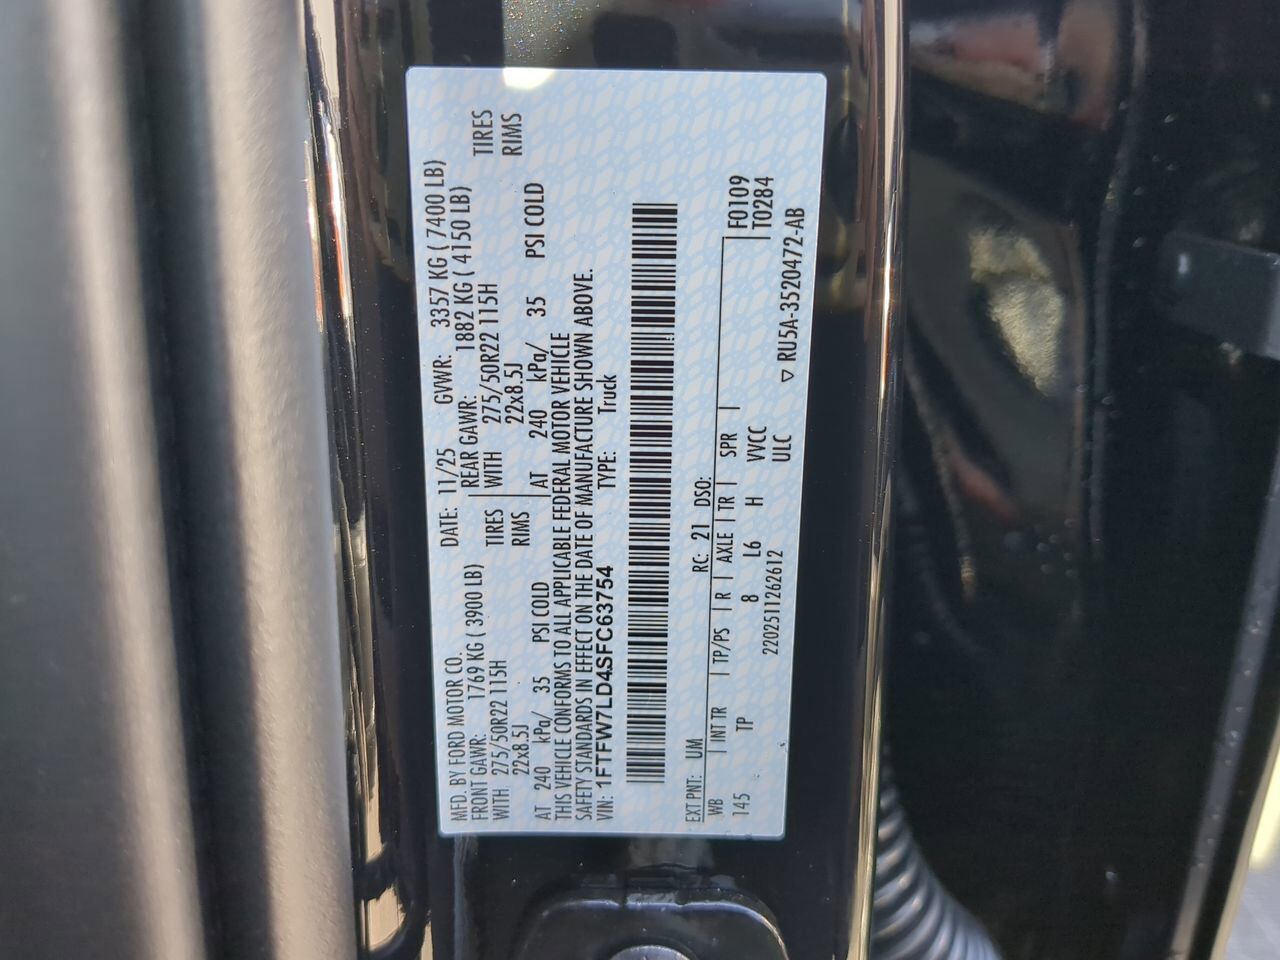 MFD. BY FORD MOTOR CO. DATE: 11/25 GVWR: 3357 KG ( 7400 LB)
FRONT GAWR: 1769 KG ( 3900 LB) REAR GAWR: 1882 KG ( 4150 LB)
WITH 275/50R22 115H TIRES WITH 275/50R22 115H TIRES
22x8.5J RIMS 22x8.5J RIMS
AT 240 kPa/ 35 PSI COLD AT 240 kPa/ 35 PSI COLD
THIS VEHICLE CONFORMS TO ALL APPLICABLE FEDERAL MOTOR VEHICLE
SAFETY STANDARDS IN EFFECT ON THE DATE OF MANUFACTURE SHOWN ABOVE.
VIN: 1FTFW7LD4SFC63754 TYPE: Truck
EXT PNT: UM RC: 21 DSO:
WB | INT TR | TP/PS | R | AXLE | TR | SPR | F0109
145 TP 8 L6 H VVCC T0284
2202511262612 ULC
▽ RU5A-3520472-AB